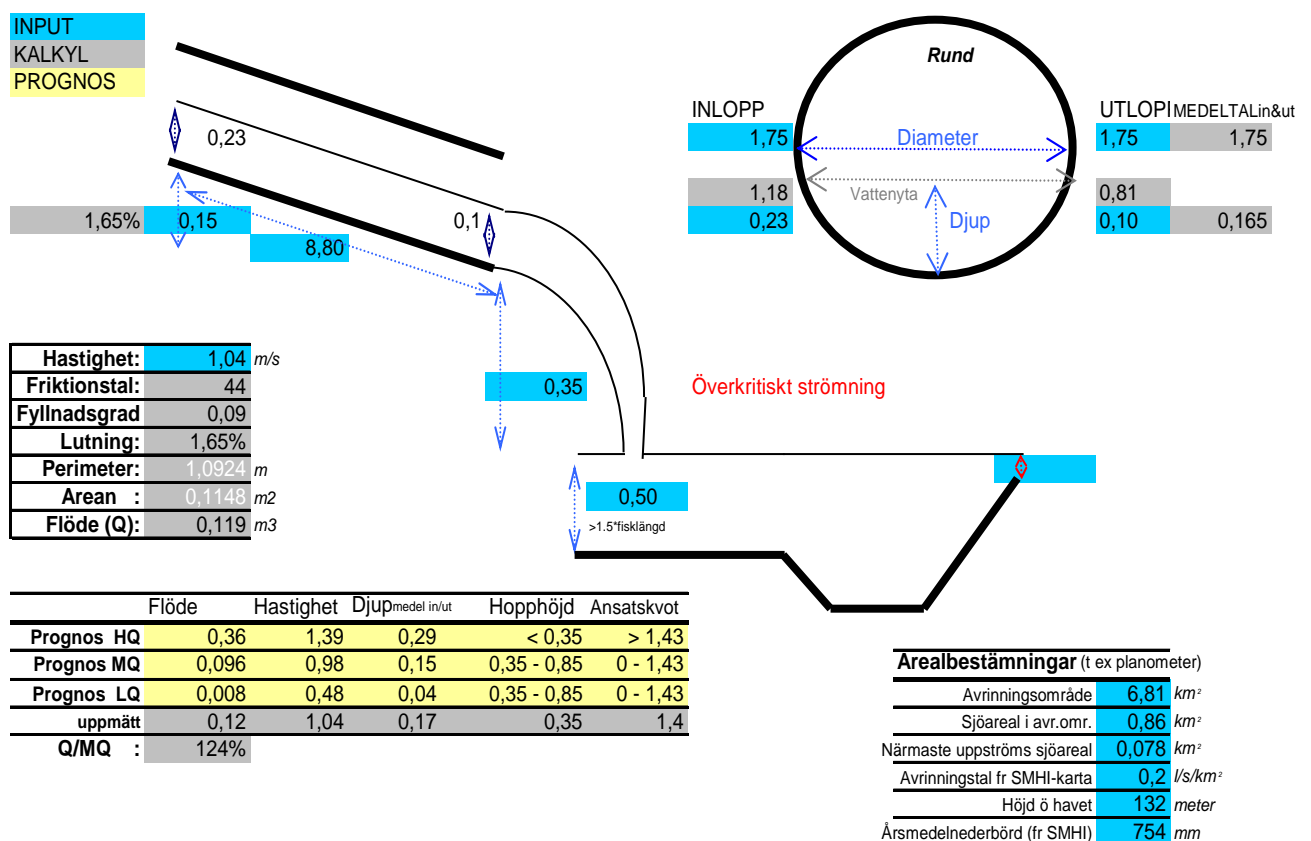 INPUT
KALKYL
PROGNOS
Rund
INLOPP
UTLOPI MEDELTALin&ut
1,75 Diameter 1,75 1,75
0,23
1,18 Vattenyta 0,81
0,23 Djup 0,10 0,165
1,65% 0,15 0,1
8,80
Hastighet: 1,04 m/s
Friktionstal: 44
Fyllnadsgrad 0,09
Lutning: 1,65%
Perimeter: 1,0924 m
Arean : 0,1148 m2
Flöde (Q): 0,119 m3
0,35 Överkritiskt strömning
0,50
>1.5*fisklängd
Flöde Hastighet Djup medel in/ut Hopphöjd Ansatskvot
Prognos HQ 0,36 1,39 0,29 < 0,35 > 1,43
Prognos MQ 0,096 0,98 0,15 0,35 - 0,85 0 - 1,43
Prognos LQ 0,008 0,48 0,04 0,35 - 0,85 0 - 1,43
uppmätt 0,12 1,04 0,17 0,35 1,4
Q/MQ : 124%
Arealbestämningar (t ex planometer)
Avrinningsområde 6,81 km²
Sjöareal i avr.omr. 0,86 km²
Närmaste uppströms sjöareal 0,078 km²
Avrinningstal fr SMHI-karta 0,2 l/s/km²
Höjd ö havet 132 meter
Årsmedelnederbörd (fr SMHI) 754 mm